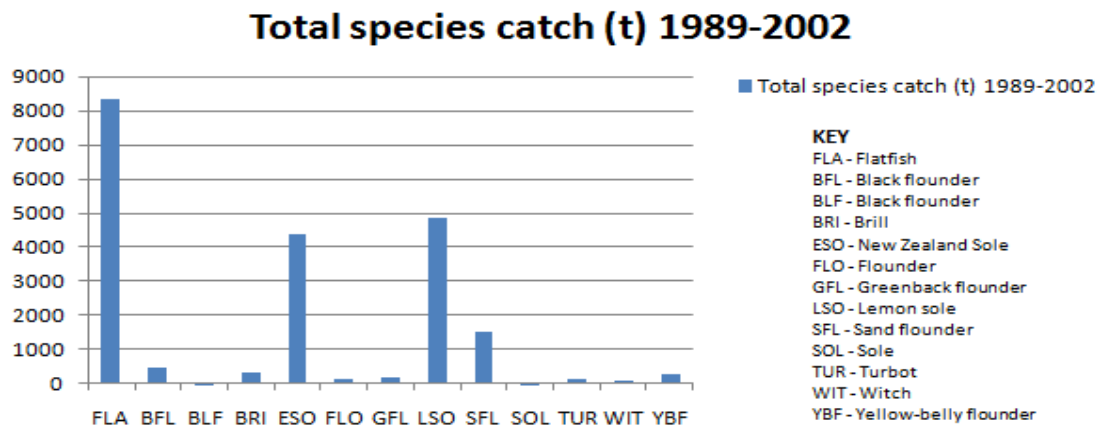 Total species catch (t) 1989-2002
9000
8000
7000
6000
5000
4000
3000
2000
1000
0
FLA BFL BLF BRI ESO FLO GFL LSO SFL SOL TUR WIT YBF
Total species catch (t) 1989-2002
KEY
FLA - Flatfish
BFL - Black flounder
BLF - Black flounder
BRI - Brill
ESO - New Zealand Sole
FLO - Flounder
GFL - Greenback flounder
LSO - Lemon sole
SFL - Sand flounder
SOL - Sole
TUR - Turbot
WIT - Witch
YBF - Yellow-belly flounder